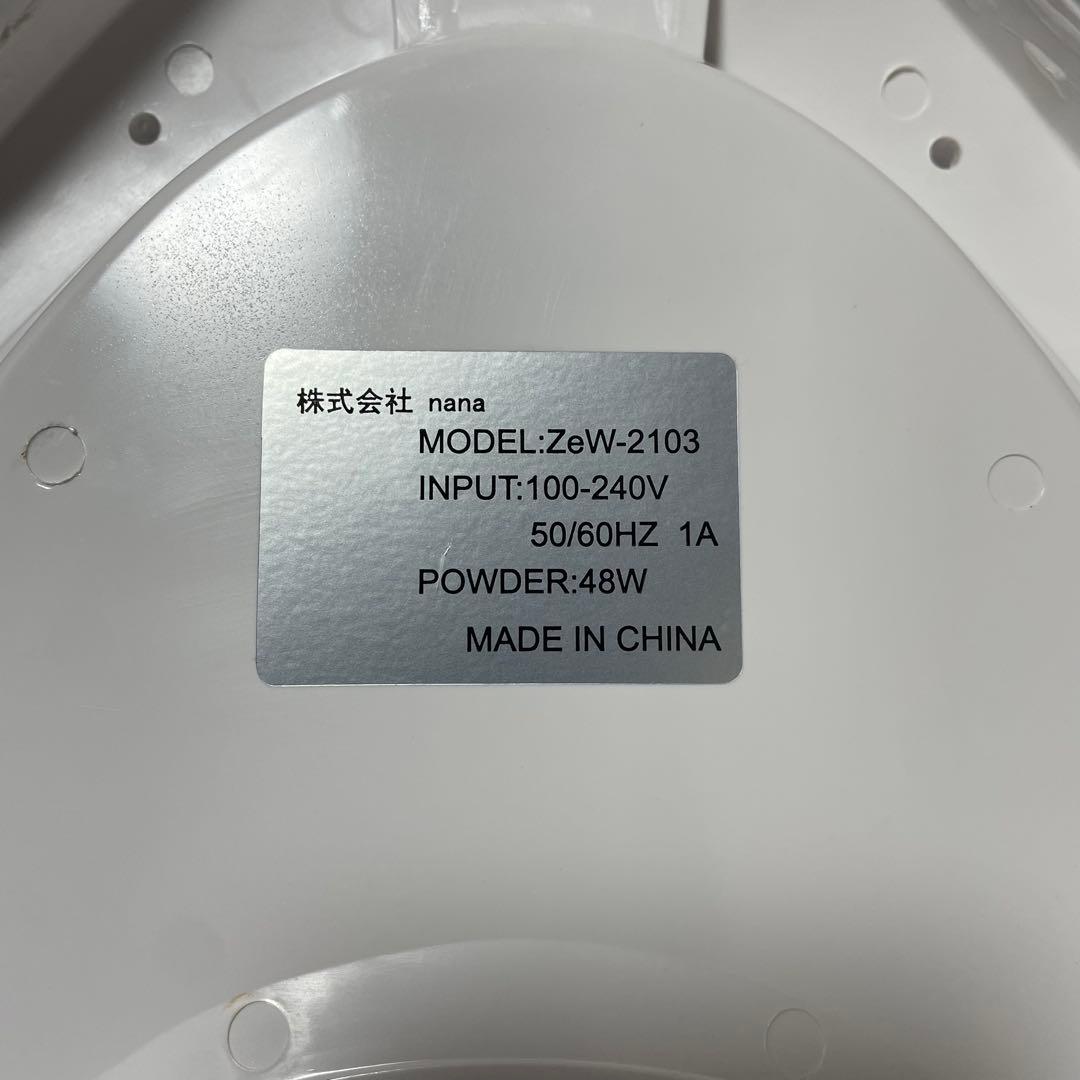 株式会社 nana
MODEL:ZeW-2103
INPUT:100-240V
50/60HZ 1A
POWDER:48W
MADE IN CHINA